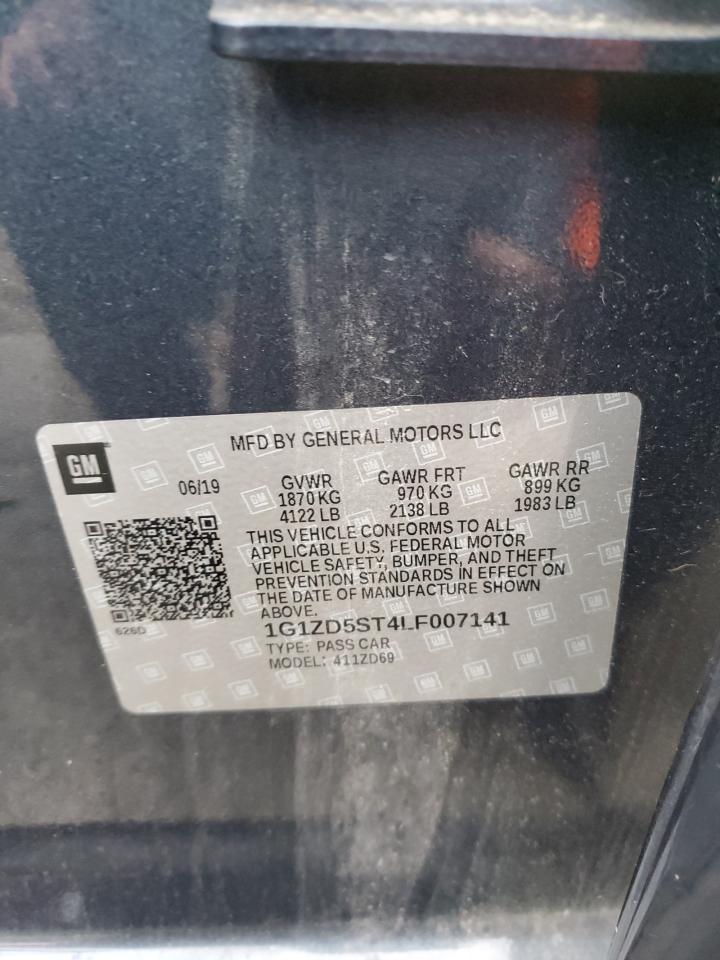 MFD BY GENERAL MOTORS LLC
GM
06/19
GVWR
1870 KG
4122 LB
GAWR FRT
970 KG
2138 LB
GAWR RR
899 KG
1983 LB
THIS VEHICLE CONFORMS TO ALL
APPLICABLE U.S. FEDERAL MOTOR
VEHICLE SAFETY, BUMPER, AND THEFT
PREVENTION STANDARDS IN EFFECT ON
THE DATE OF MANUFACTURE SHOWN
ABOVE.
626D
1G1ZD5ST4LF007141
TYPE: PASS CAR
MODEL: 411ZD69